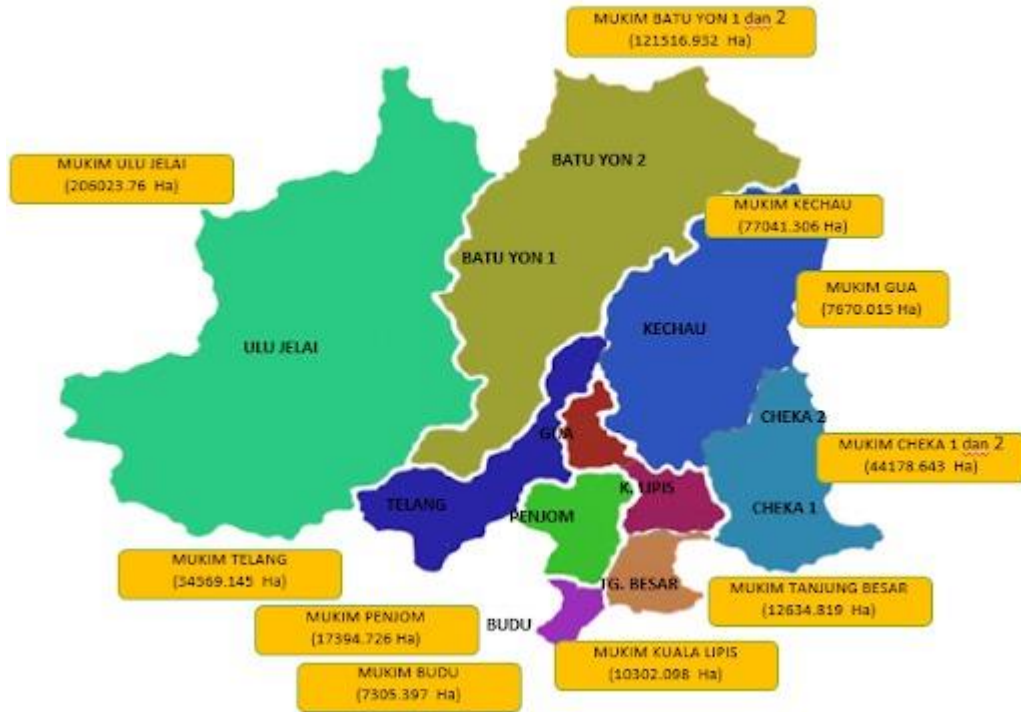 MUKIM BATU YON 1 dan 2
(121516.932 Ha)
MUKIM ULU JELAI
(206023.76 Ha)
BATU YON 2
MUKIM KECHAU
(77041.306 Ha)
BATU YON 1
MUKIM GUA
(7670.015 Ha)
KECHAU
ULU JELAI
CHEKA 2
GUA
MUKIM CHEKA 1 dan 2
(44178.643 Ha)
K. LIPIS
TELANG
PENJOM
CHEKA 1
MUKIM TELANG
(34569.145 Ha)
TG. BESAR
MUKIM TANJUNG BESAR
(12634.819 Ha)
MUKIM PENJOM
(17394.726 Ha)
BUDU
MUKIM KUALA LIPIS
(10302.098 Ha)
MUKIM BUDU
(7305.397 Ha)